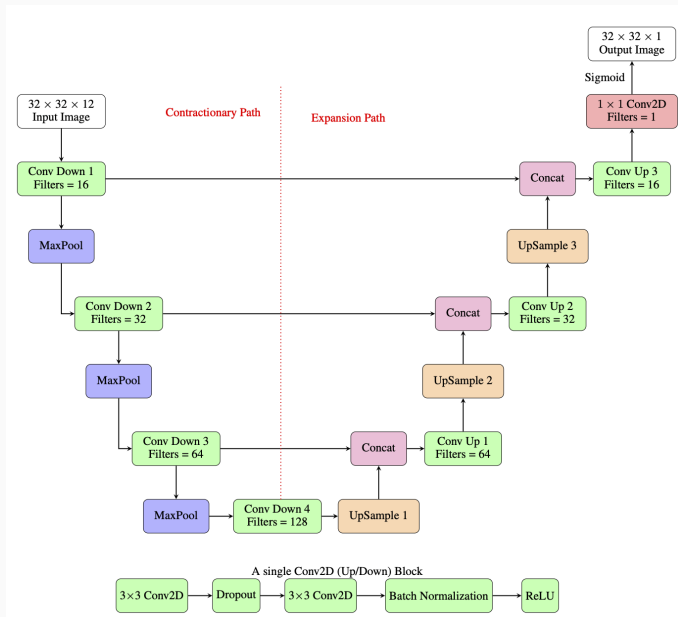 32 × 32 × 1
Output Image
Sigmoid
32 × 32 × 12
Input Image
Contractionary Path
Expansion Path
1 × 1 Conv2D
Filters = 1
Conv Down 1
Filters = 16
Concat
Conv Up 3
Filters = 16
MaxPool
UpSample 3
Conv Down 2
Filters = 32
Concat
Conv Up 2
Filters = 32
MaxPool
UpSample 2
Conv Down 3
Filters = 64
Concat
Conv Up 1
Filters = 64
MaxPool
Conv Down 4
Filters = 128
UpSample 1
A single Conv2D (Up/Down) Block
3×3 Conv2D
Dropout
3×3 Conv2D
Batch Normalization
ReLU